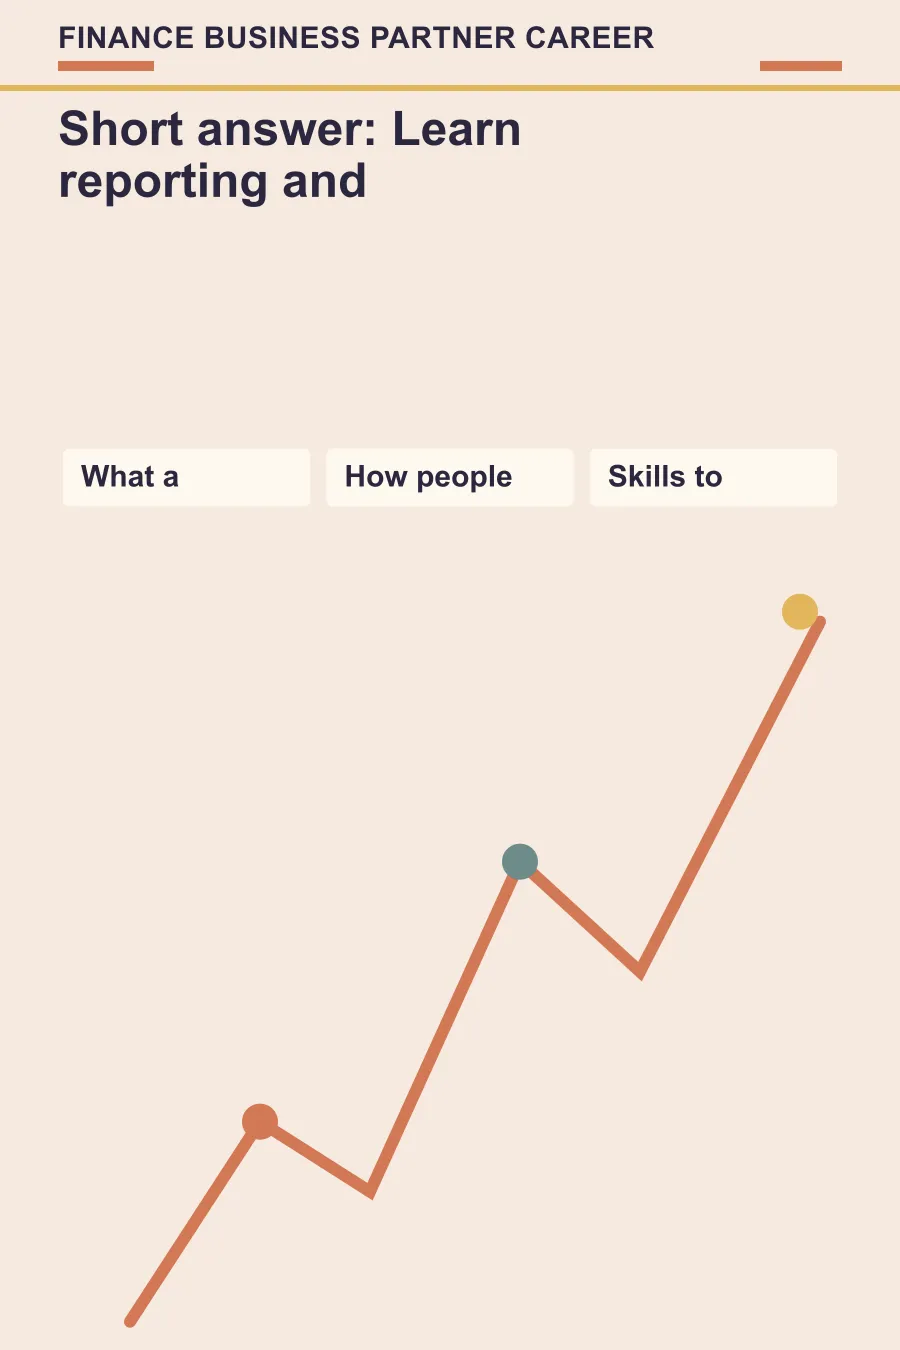 FINANCE BUSINESS PARTNER CAREER
Short answer: Learn
reporting and
What a
How people
Skills to